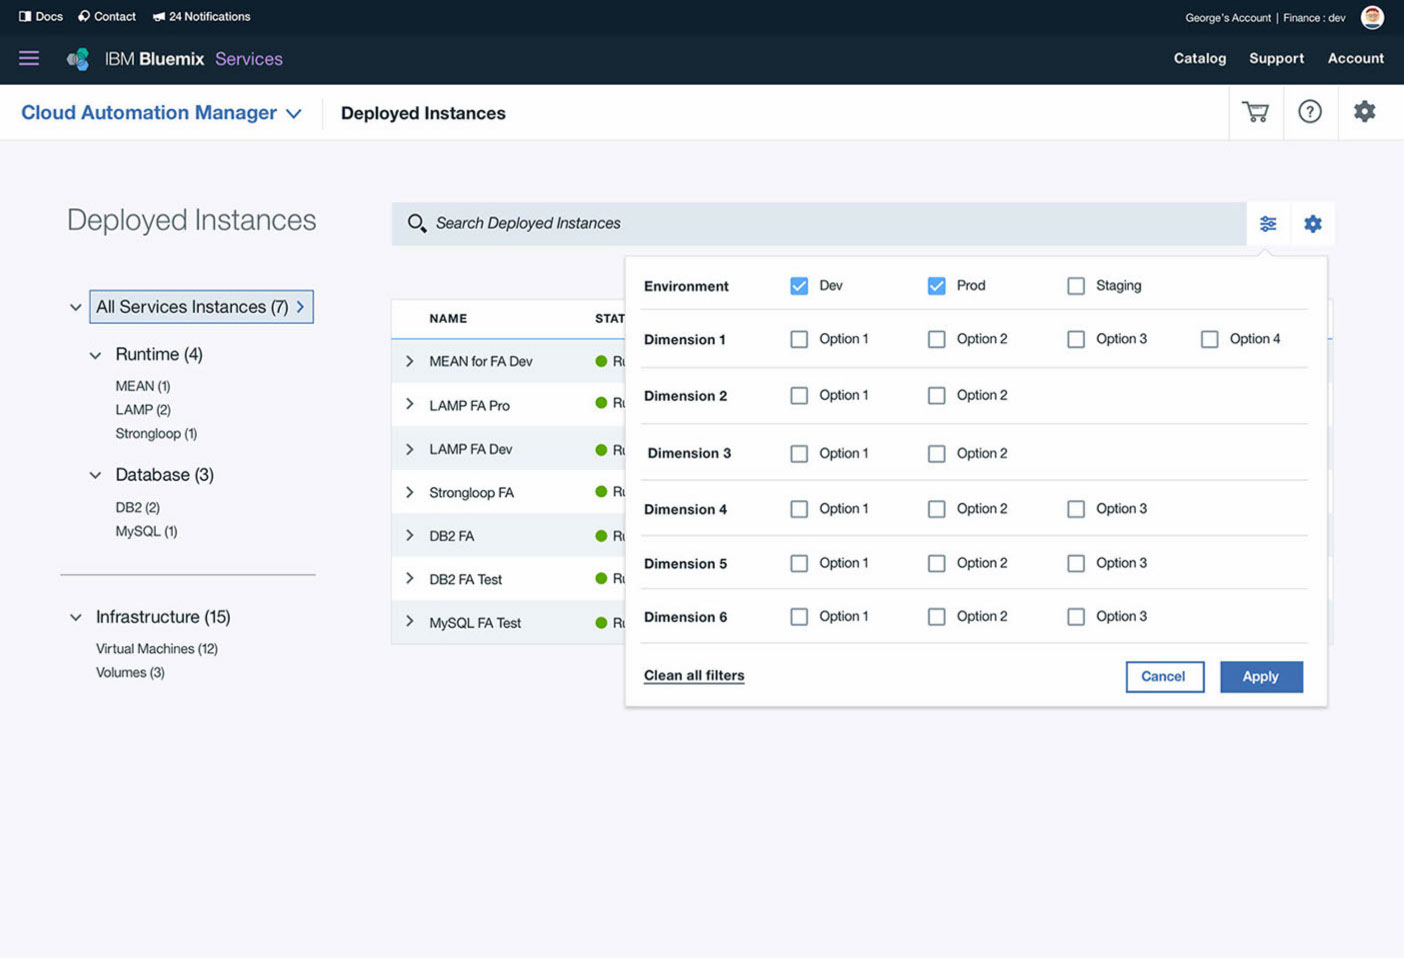 Docs Contact 24 Notifications George's Account | Finance : dev
IBM Bluemix Services Catalog Support Account
Cloud Automation Manager Deployed Instances
Deployed Instances
Search Deployed Instances
All Services Instances (7)
Runtime (4)
MEAN (1)
LAMP (2)
Strongloop (1)
Database (3)
DB2 (2)
MySQL (1)
Infrastructure (15)
Virtual Machines (12)
Volumes (3)
NAME STAT
MEAN for FA Dev Ru
LAMP FA Pro Ru
LAMP FA Dev Ru
Strongloop FA Ru
DB2 FA Ru
DB2 FA Test Ru
MySQL FA Test Ru
Environment Dev Prod Staging
Dimension 1 Option 1 Option 2 Option 3 Option 4
Dimension 2 Option 1 Option 2
Dimension 3 Option 1 Option 2
Dimension 4 Option 1 Option 2 Option 3
Dimension 5 Option 1 Option 2 Option 3
Dimension 6 Option 1 Option 2 Option 3
Clean all filters Cancel Apply